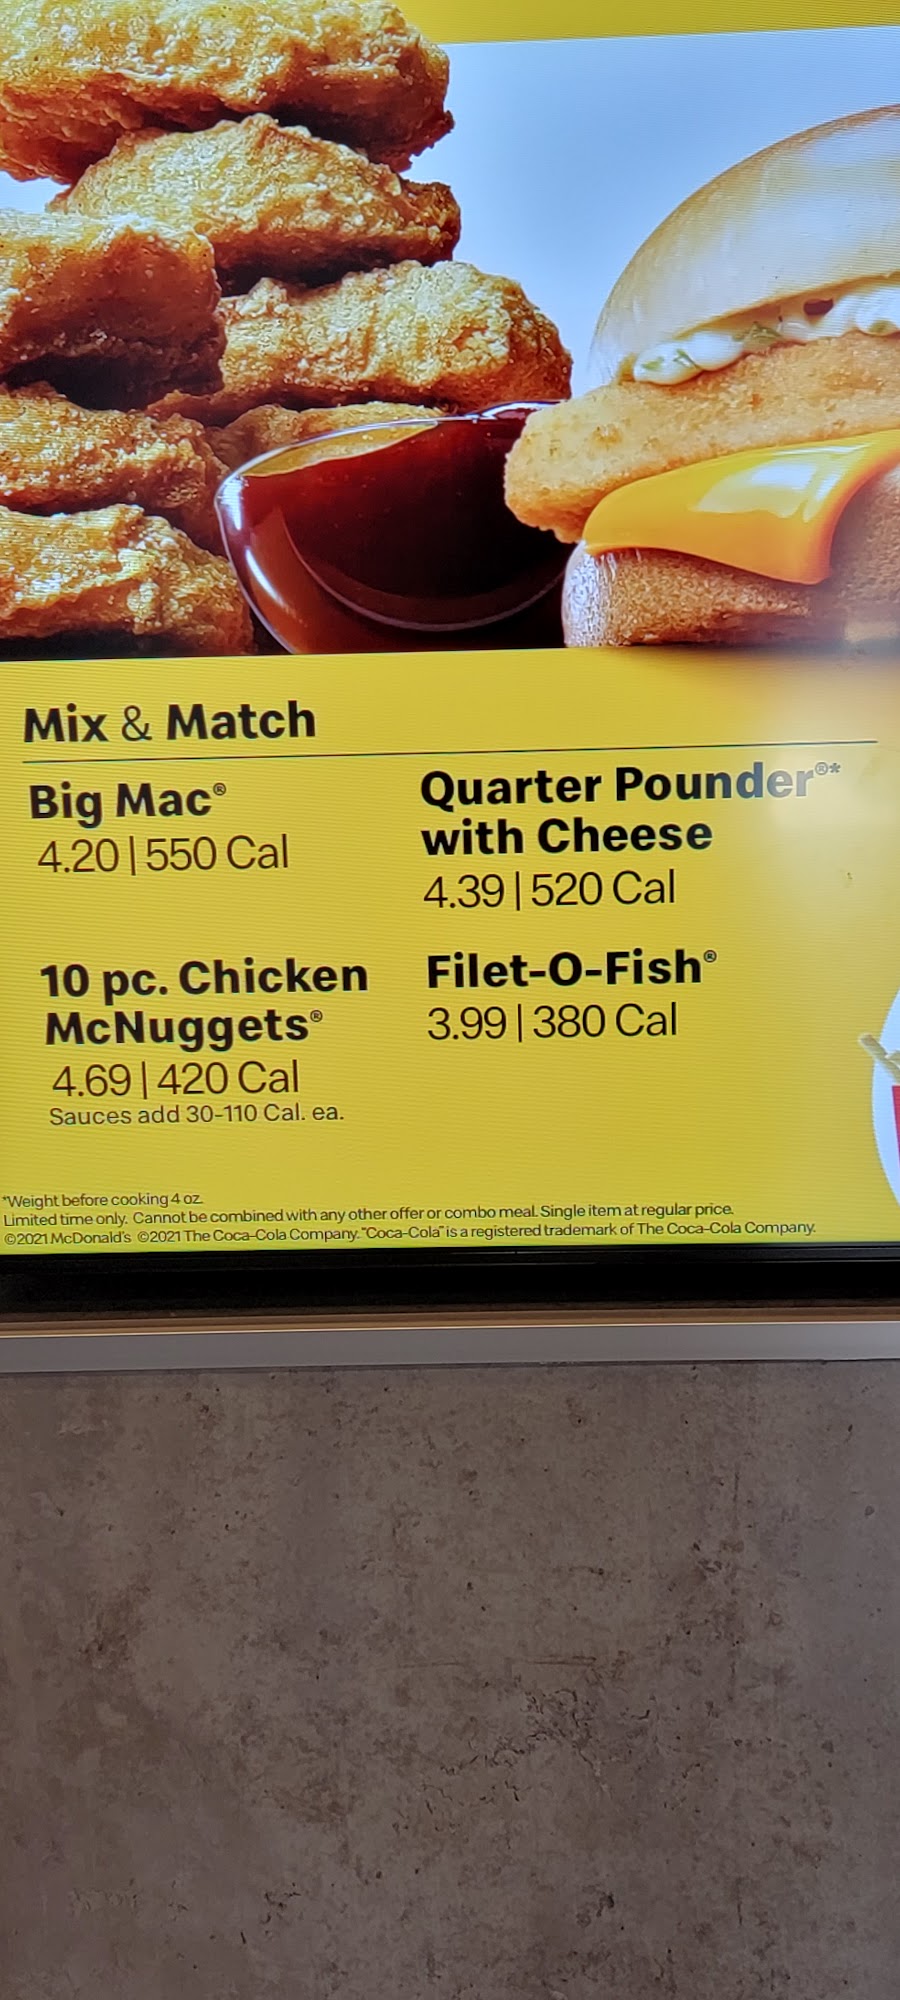 Mix & Match
Big Mac®
4.20 | 550 Cal
Quarter Pounder®*
with Cheese
4.39 | 520 Cal
10 pc. Chicken
McNuggets®
4.69 | 420 Cal
Sauces add 30-110 Cal. ea.
Filet-O-Fish®
3.99 | 380 Cal
*Weight before cooking 4 oz.
Limited time only. Cannot be combined with any other offer or combo meal. Single item at regular price.
©2021 McDonald's ©2021 The Coca-Cola Company. "Coca-Cola" is a registered trademark of The Coca-Cola Company.